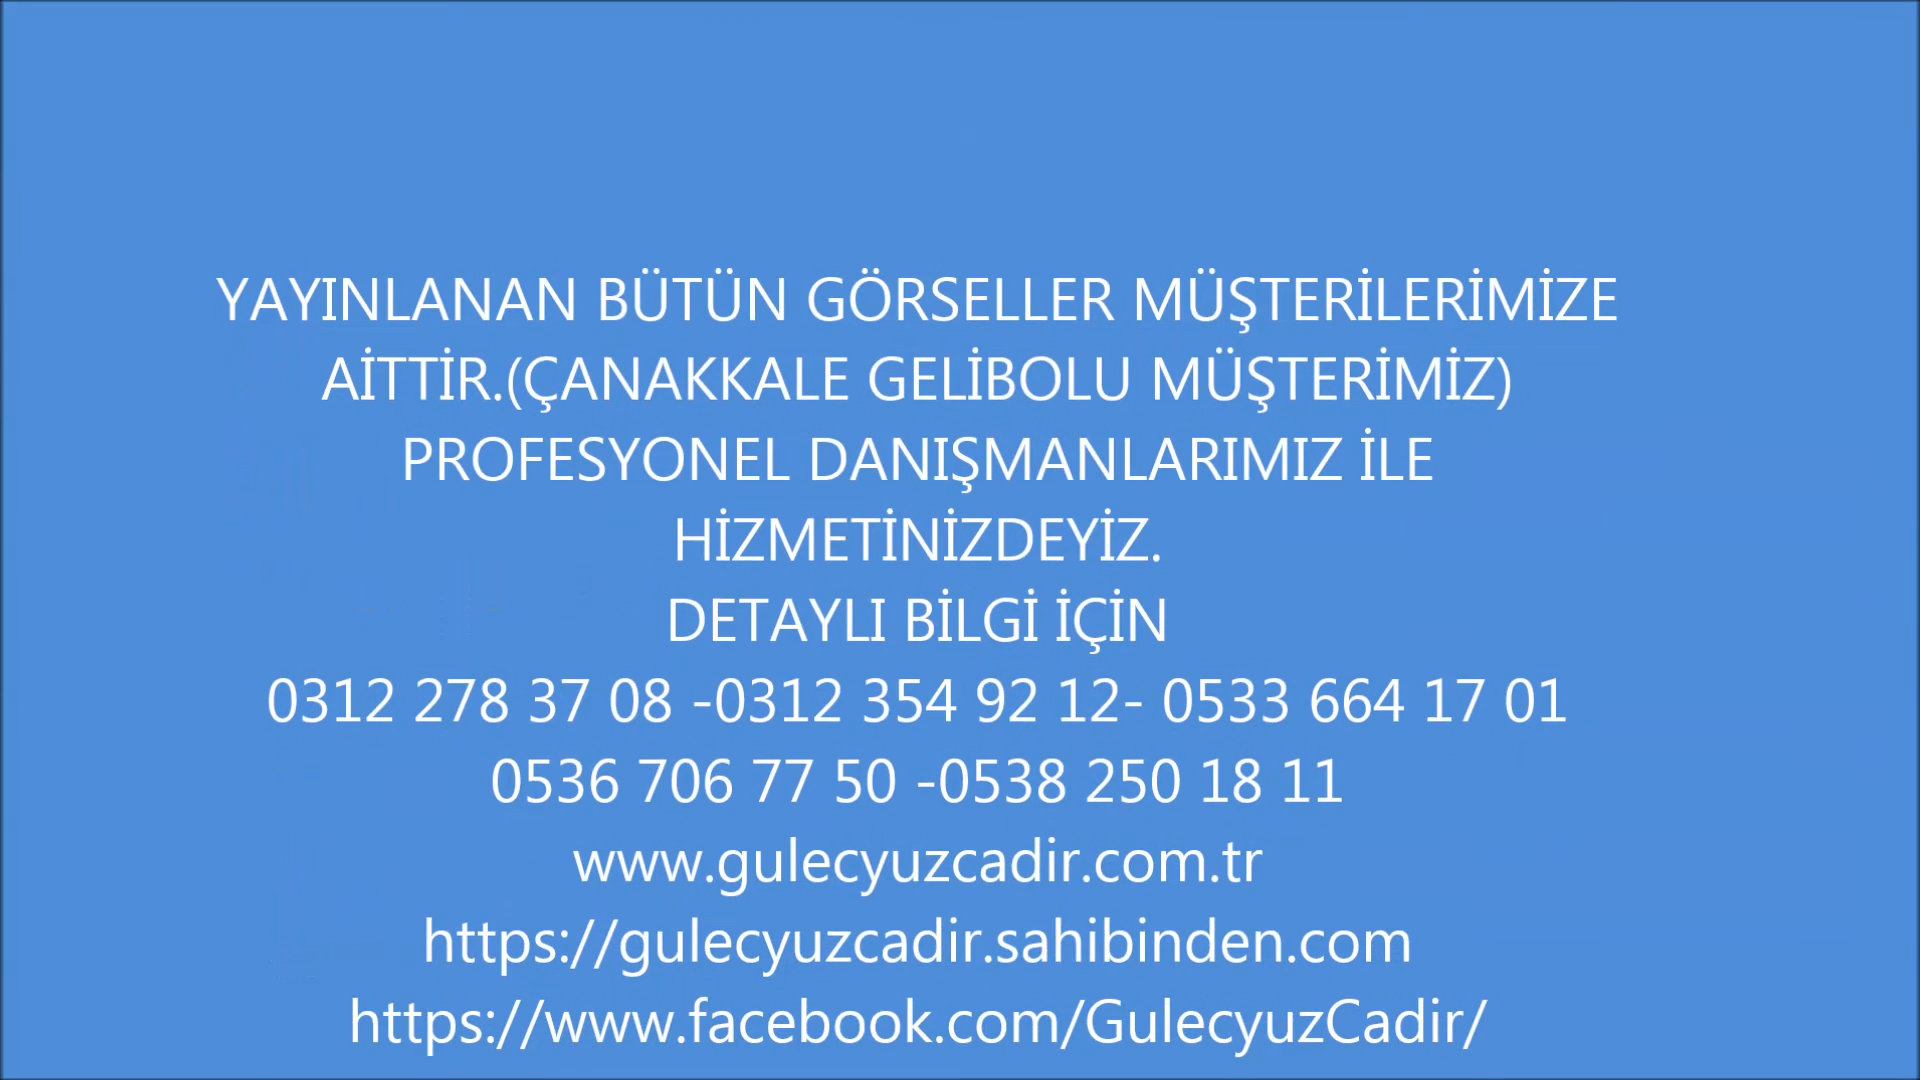 YAYINLANAN BÜTÜN GÖRSELLER MÜŞTERİLERİMİZE
AİTTİR.(ÇANAKKALE GELİBOLU MÜŞTERİMİZ)
PROFESYONEL DANIŞMANLARIMIZ İLE
HİZMETİNİZDEYİZ.
DETAYLI BİLGİ İÇİN
0312 278 37 08 -0312 354 92 12- 0533 664 17 01
0536 706 77 50 -0538 250 18 11
www.gulecyuzcadir.com.tr
https://gulecyuzcadir.sahibinden.com
https://www.facebook.com/GulecyuzCadir/